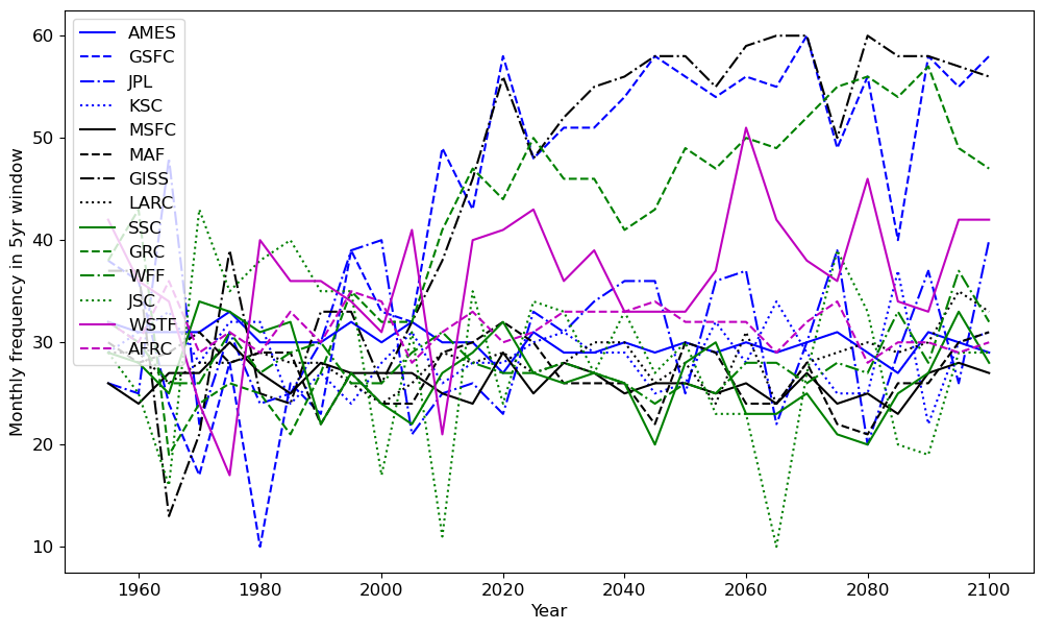 60
50
40
30
20
10
Monthly frequency in 5yr window
AMES
GSFC
JPL
KSC
MSFC
MAF
GISS
LARC
SSC
GRC
WFF
JSC
WSTF
AFRC
1960 1980 2000 2020 2040 2060 2080 2100
Year